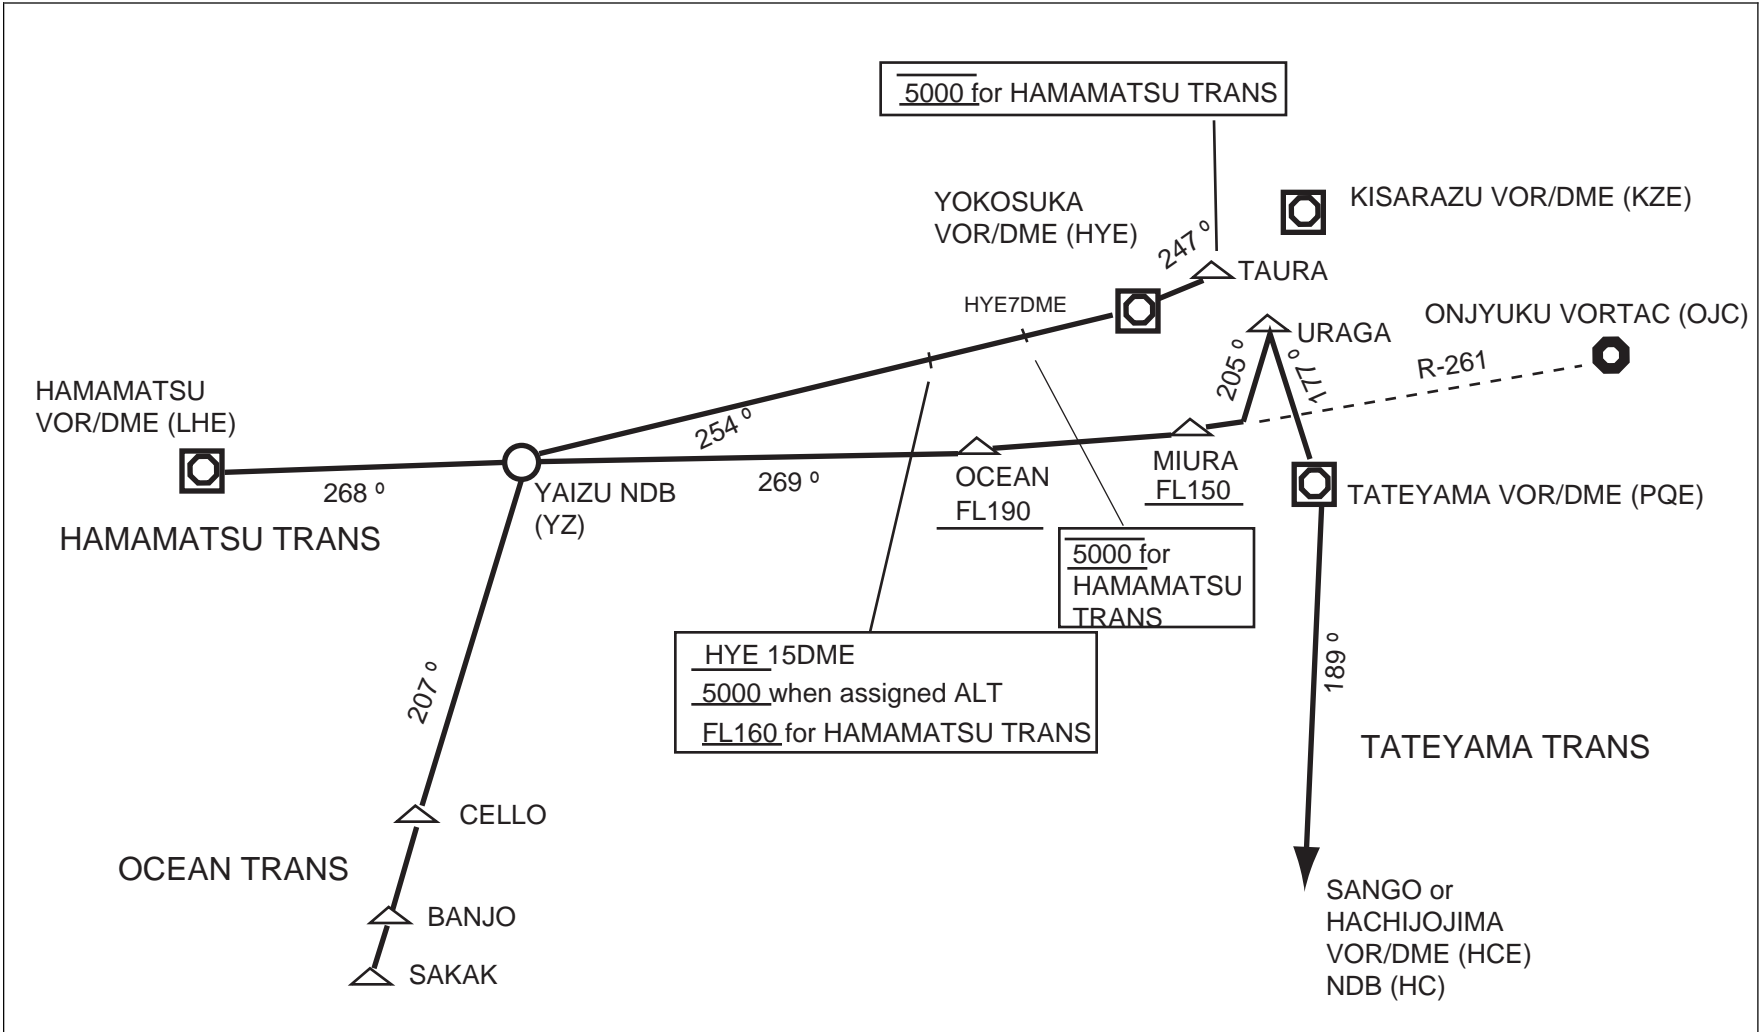 5000 for HAMAMATSU TRANS
YOKOSUKA
VOR/DME (HYE)
247 º
KISARAZU VOR/DME (KZE)
TAURA
HYE7DME
ONJYUKU VORTAC (OJC)
URAGA
205 º
177 º
R-261
HAMAMATSU
VOR/DME (LHE)
254 º
268 º
YAIZU NDB
(YZ)
269 º
OCEAN
FL190
MIURA
FL150
TATEYAMA VOR/DME (PQE)
HAMAMATSU TRANS
5000 for
HAMAMATSU
TRANS
HYE 15DME
5000 when assigned ALT
FL160 for HAMAMATSU TRANS
207 º
189 º
TATEYAMA TRANS
CELLO
OCEAN TRANS
BANJO
SAKAK
SANGO or
HACHIJOJIMA
VOR/DME (HCE)
NDB (HC)